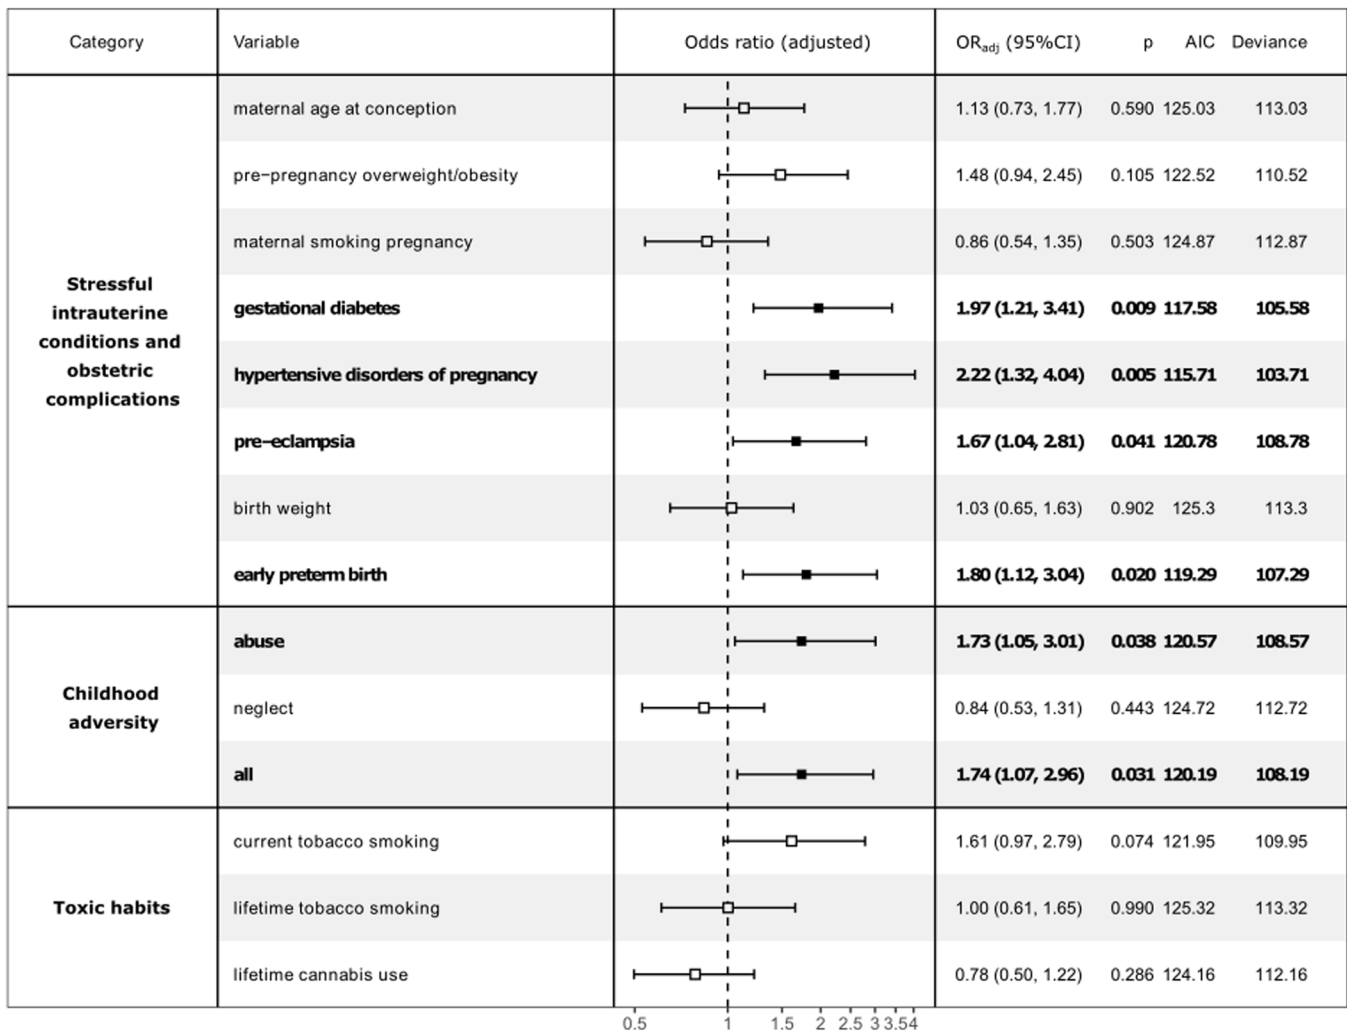 Category Variable Odds ratio (adjusted) ORadj (95%CI) p AIC Deviance
Stressful
intrauterine
conditions and
obstetric
complications
maternal age at conception 1.13 (0.73, 1.77) 0.590 125.03 113.03
pre−pregnancy overweight/obesity 1.48 (0.94, 2.45) 0.105 122.52 110.52
maternal smoking pregnancy 0.86 (0.54, 1.35) 0.503 124.87 112.87
gestational diabetes 1.97 (1.21, 3.41) 0.009 117.58 105.58
hypertensive disorders of pregnancy 2.22 (1.32, 4.04) 0.005 115.71 103.71
pre−eclampsia 1.67 (1.04, 2.81) 0.041 120.78 108.78
birth weight 1.03 (0.65, 1.63) 0.902 125.3 113.3
early preterm birth 1.80 (1.12, 3.04) 0.020 119.29 107.29
Childhood
adversity
abuse 1.73 (1.05, 3.01) 0.038 120.57 108.57
neglect 0.84 (0.53, 1.31) 0.443 124.72 112.72
all 1.74 (1.07, 2.96) 0.031 120.19 108.19
Toxic habits
current tobacco smoking 1.61 (0.97, 2.79) 0.074 121.95 109.95
lifetime tobacco smoking 1.00 (0.61, 1.65) 0.990 125.32 113.32
lifetime cannabis use 0.78 (0.50, 1.22) 0.286 124.16 112.16
0.5 1 1.5 2 2.5 3 3.5 4